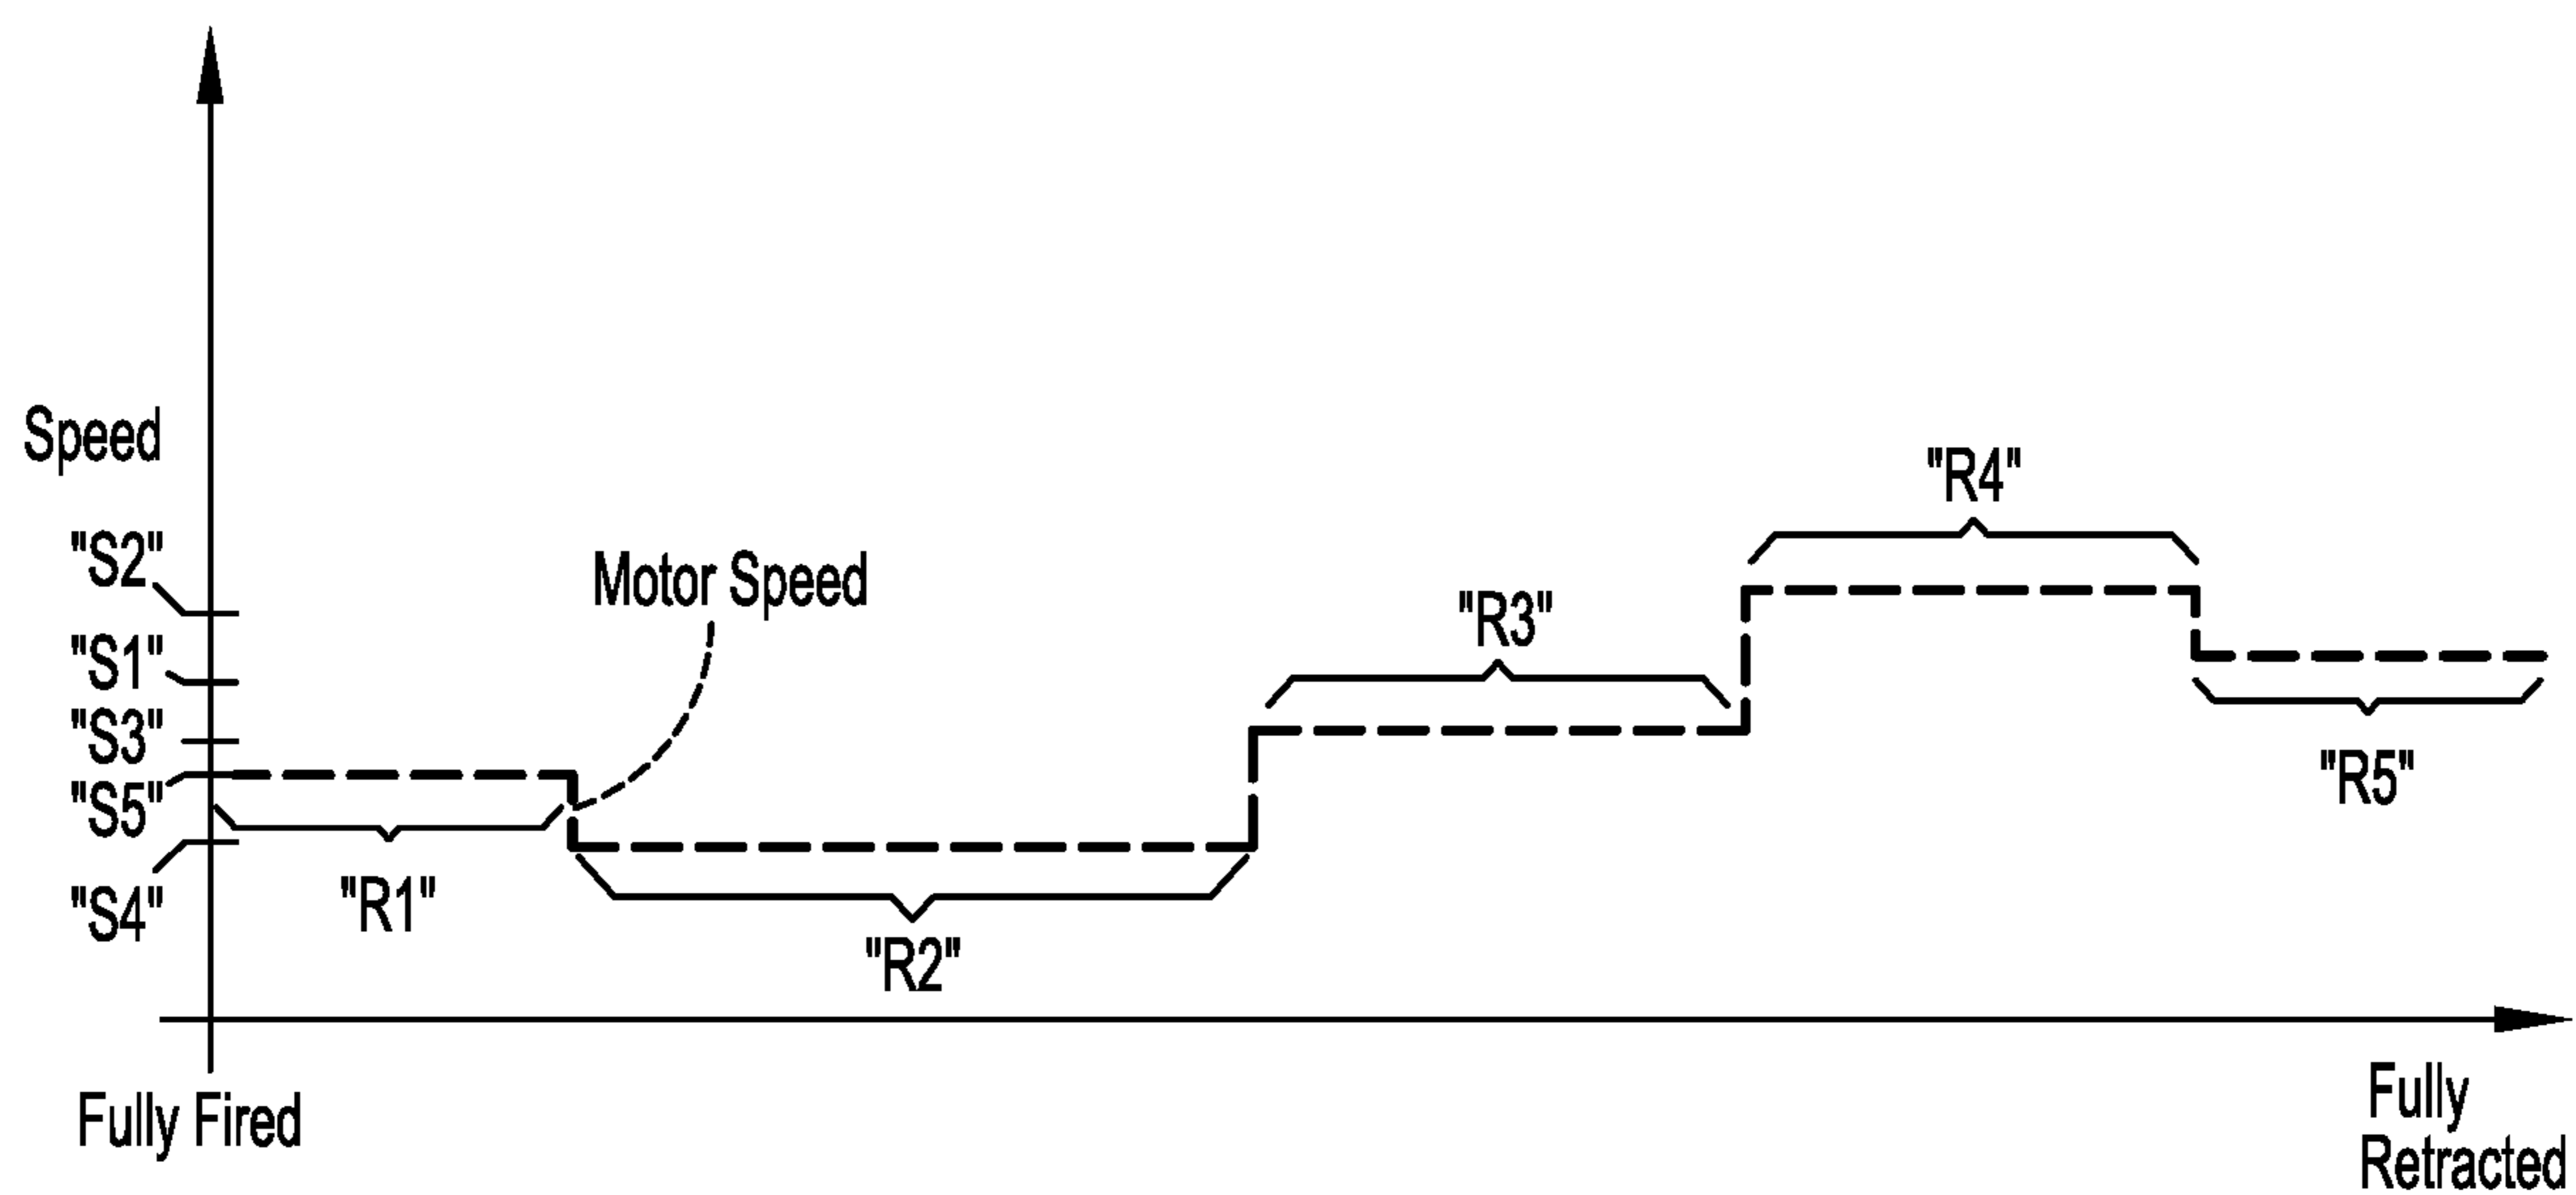 Speed
"S2"
"S1"
"S3"
"S5"
"S4"
Motor Speed
"R1"
"R2"
"R3"
"R4"
"R5"
Fully Fired
Fully
Retracted